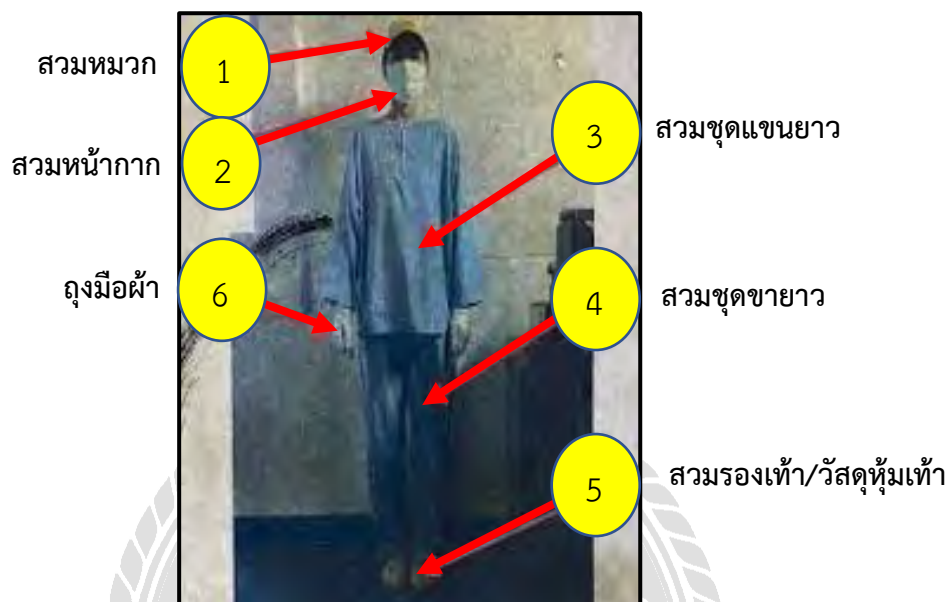 สวมหมวก
1
สวมหน้ากาก
2
3
สวมชุดแขนยาว
ถุงมือผ้า
6
4
สวมชุดขายาว
5
สวมรองเท้า/วัสดุหุ้มเท้า